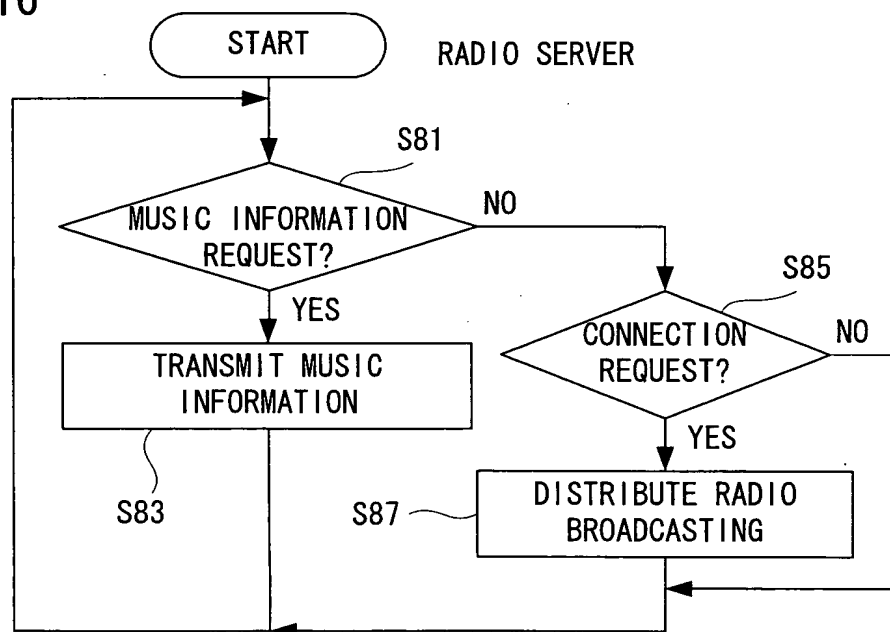 START
RADIO SERVER
S81
MUSIC INFORMATION
REQUEST?
NO
YES
S85
CONNECTION
REQUEST?
NO
TRANSMIT MUSIC
INFORMATION
YES
S83
S87
DISTRIBUTE RADIO
BROADCASTING